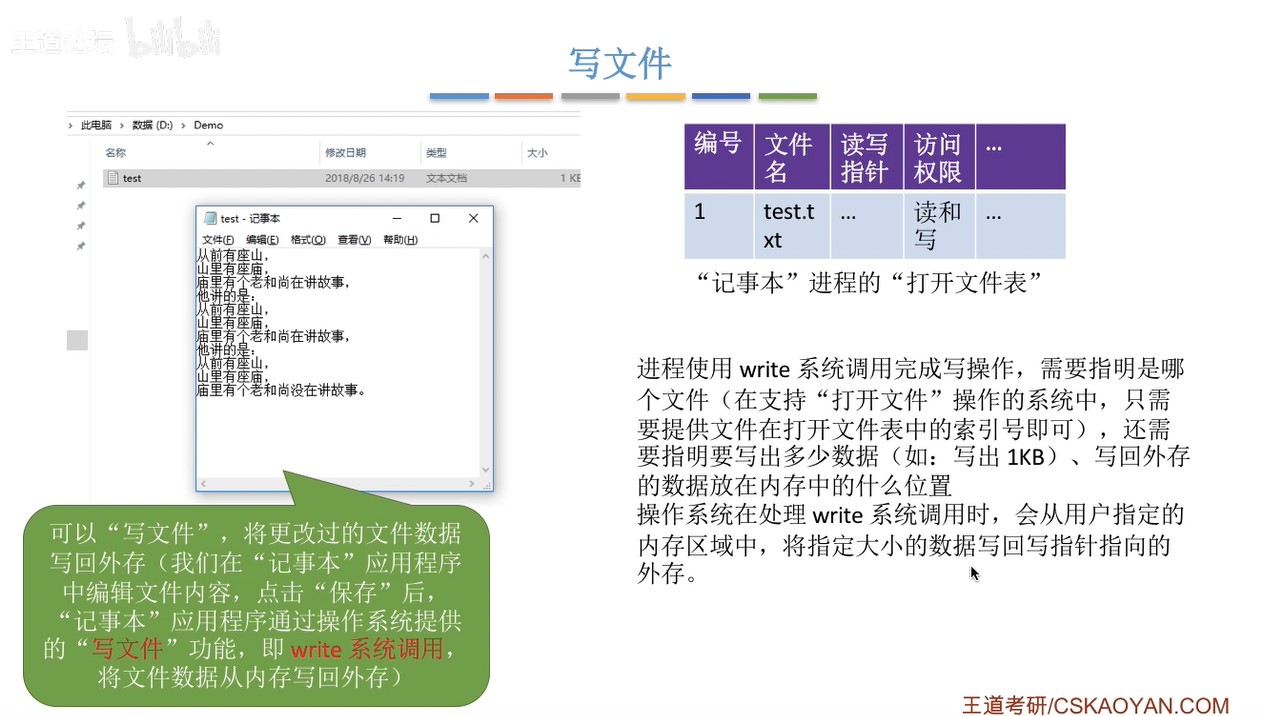 王道论坛 bilibili
写文件
› 此电脑 › 数据 (D:) › Demo
名称 修改日期 类型 大小
test 2018/8/26 14:19 文本文档 1 KB
test - 记事本
文件(F) 编辑(E) 格式(O) 查看(V) 帮助(H)
从前有座山，
山里有座庙，
庙里有个老和尚在讲故事，
他讲的是：
从前有座山，
山里有座庙，
庙里有个老和尚在讲故事，
他讲的是：
从前有座山，
山里有座庙，
庙里有个老和尚没在讲故事。
可以“写文件”，将更改过的文件数据
写回外存（我们在“记事本”应用程序
中编辑文件内容，点击“保存”后，
“记事本”应用程序通过操作系统提供
的“写文件”功能，即 write 系统调用，
将文件数据从内存写回外存）
编号 文件 读写 访问 ...
名 指针 权限
1 test.t ... 读和 ...
xt 写
“记事本”进程的“打开文件表”
进程使用 write 系统调用完成写操作，需要指明是哪
个文件（在支持“打开文件”操作的系统中，只需
要提供文件在打开文件表中的索引号即可），还需
要指明要写出多少数据（如：写出 1KB）、写回外存
的数据放在内存中的什么位置
操作系统在处理 write 系统调用时，会从用户指定的
内存区域中，将指定大小的数据写回写指针指向的
外存。
王道考研/CSKAOYAN.COM